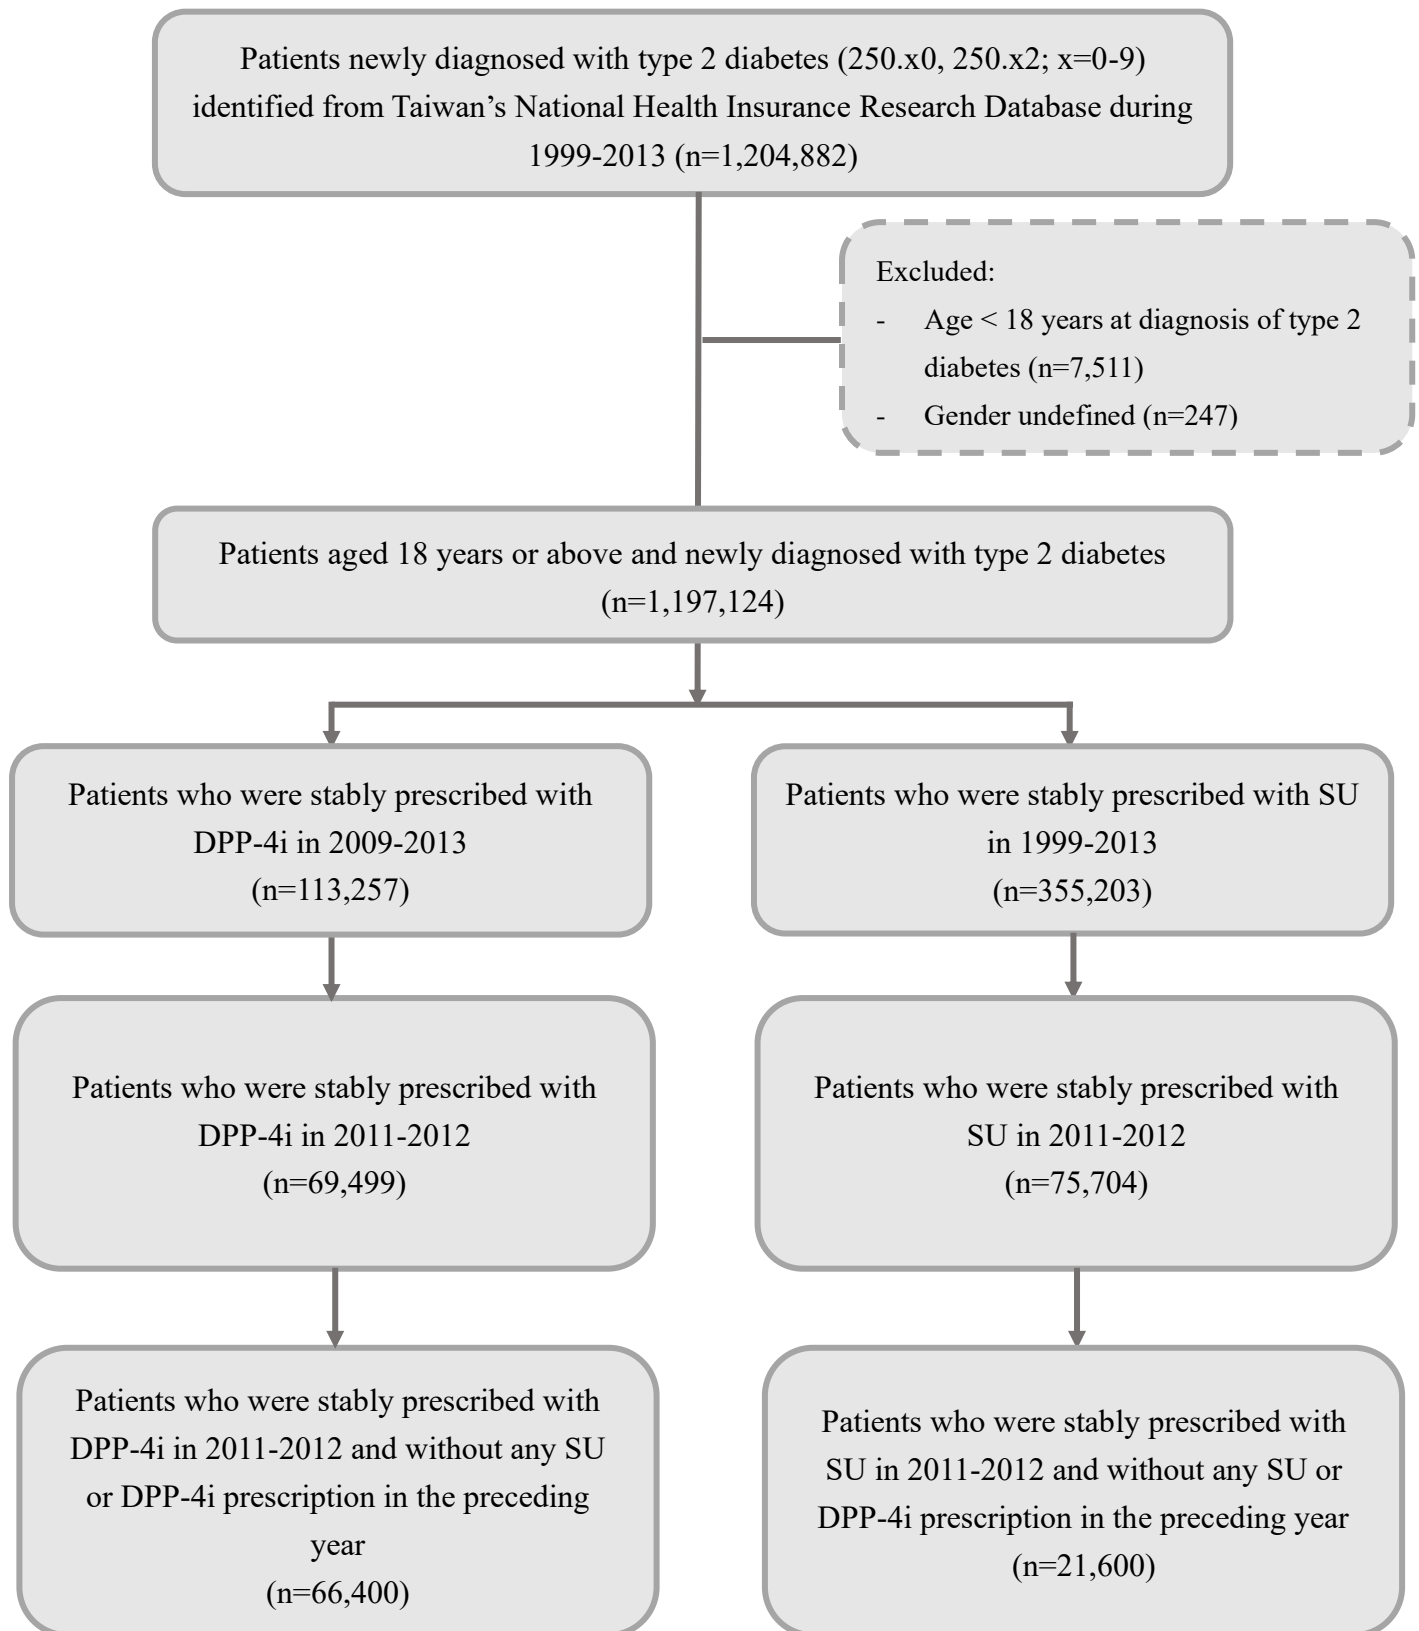 Patients newly diagnosed with type 2 diabetes (250.x0, 250.x2; x=0-9)
identified from Taiwan’s National Health Insurance Research Database during
1999-2013 (n=1,204,882)
Excluded:
- Age < 18 years at diagnosis of type 2
diabetes (n=7,511)
- Gender undefined (n=247)
Patients aged 18 years or above and newly diagnosed with type 2 diabetes
(n=1,197,124)
Patients who were stably prescribed with
DPP-4i in 2009-2013
(n=113,257)
Patients who were stably prescribed with SU
in 1999-2013
(n=355,203)
Patients who were stably prescribed with
DPP-4i in 2011-2012
(n=69,499)
Patients who were stably prescribed with
SU in 2011-2012
(n=75,704)
Patients who were stably prescribed with
DPP-4i in 2011-2012 and without any SU
or DPP-4i prescription in the preceding
year
(n=66,400)
Patients who were stably prescribed with
SU in 2011-2012 and without any SU or
DPP-4i prescription in the preceding year
(n=21,600)